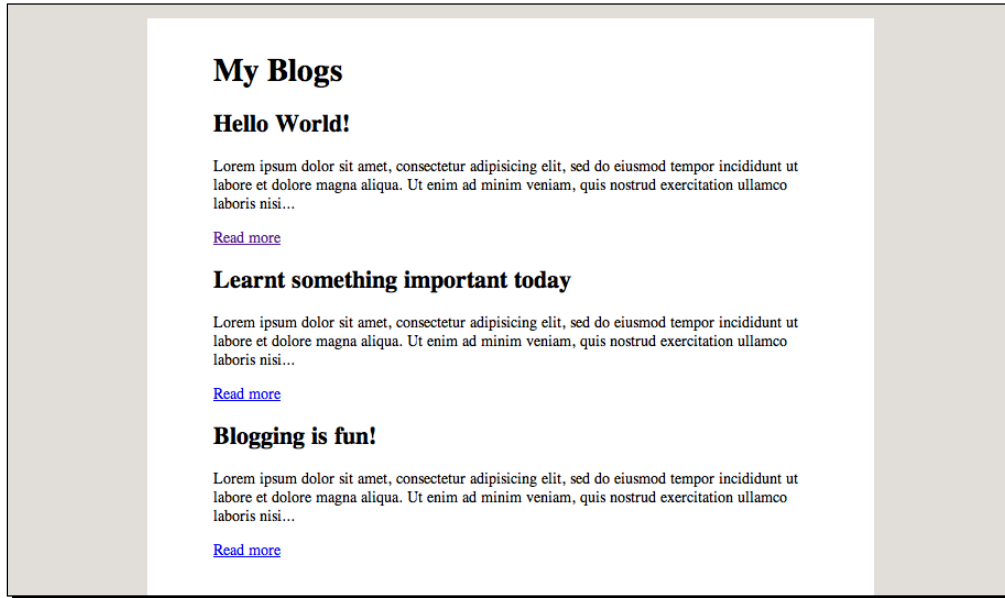 My Blogs
Hello World!
Lorem ipsum dolor sit amet, consectetur adipisicing elit, sed do eiusmod tempor incididunt ut
labore et dolore magna aliqua. Ut enim ad minim veniam, quis nostrud exercitation ullamco
laboris nisi...
Read more
Learnt something important today
Lorem ipsum dolor sit amet, consectetur adipisicing elit, sed do eiusmod tempor incididunt ut
labore et dolore magna aliqua. Ut enim ad minim veniam, quis nostrud exercitation ullamco
laboris nisi...
Read more
Blogging is fun!
Lorem ipsum dolor sit amet, consectetur adipisicing elit, sed do eiusmod tempor incididunt ut
labore et dolore magna aliqua. Ut enim ad minim veniam, quis nostrud exercitation ullamco
laboris nisi...
Read more